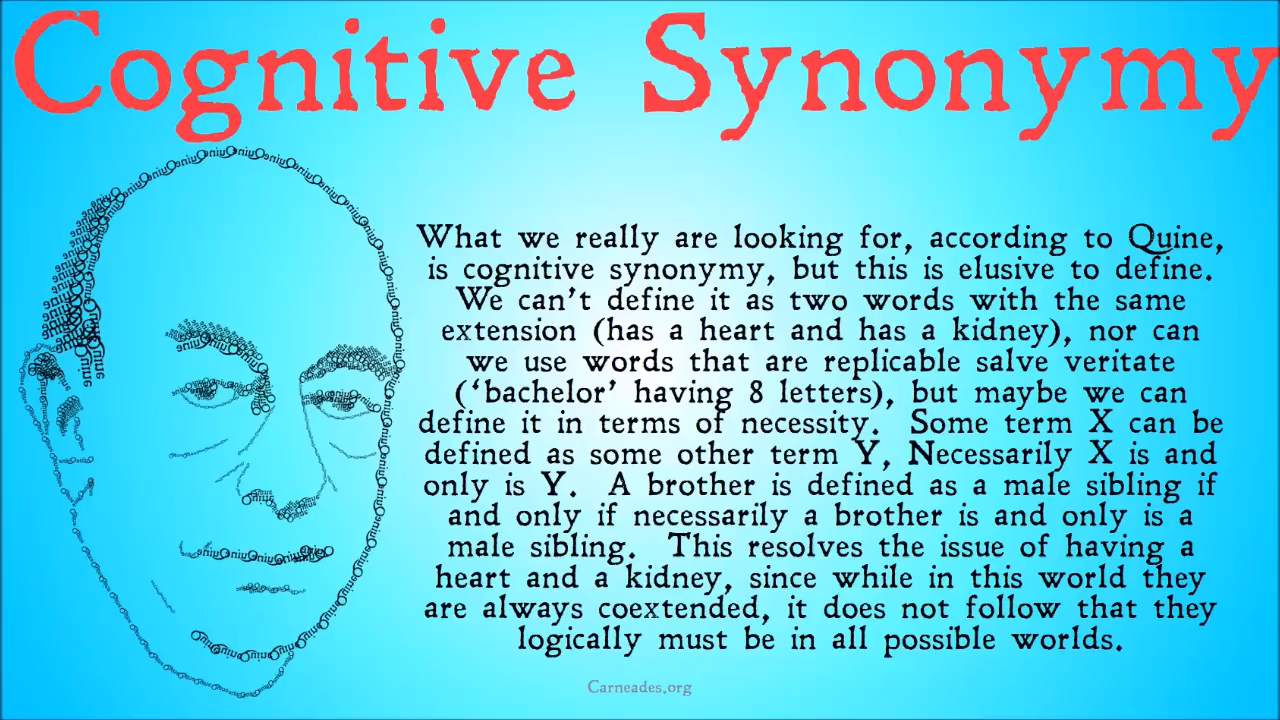 Cognitive Synonymy
What we really are looking for, according to Quine,
is cognitive synonymy, but this is elusive to define.
We can't define it as two words with the same
extension (has a heart and has a kidney), nor can
we use words that are replicable salve veritate
('bachelor' having 8 letters), but maybe we can
define it in terms of necessity. Some term X can be
defined as some other term Y, Necessarily X is and
only is Y. A brother is defined as a male sibling if
and only if necessarily a brother is and only is a
male sibling. This resolves the issue of having a
heart and a kidney, since while in this world they
are always coextended, it does not follow that they
logically must be in all possible worlds.
Carneades.org